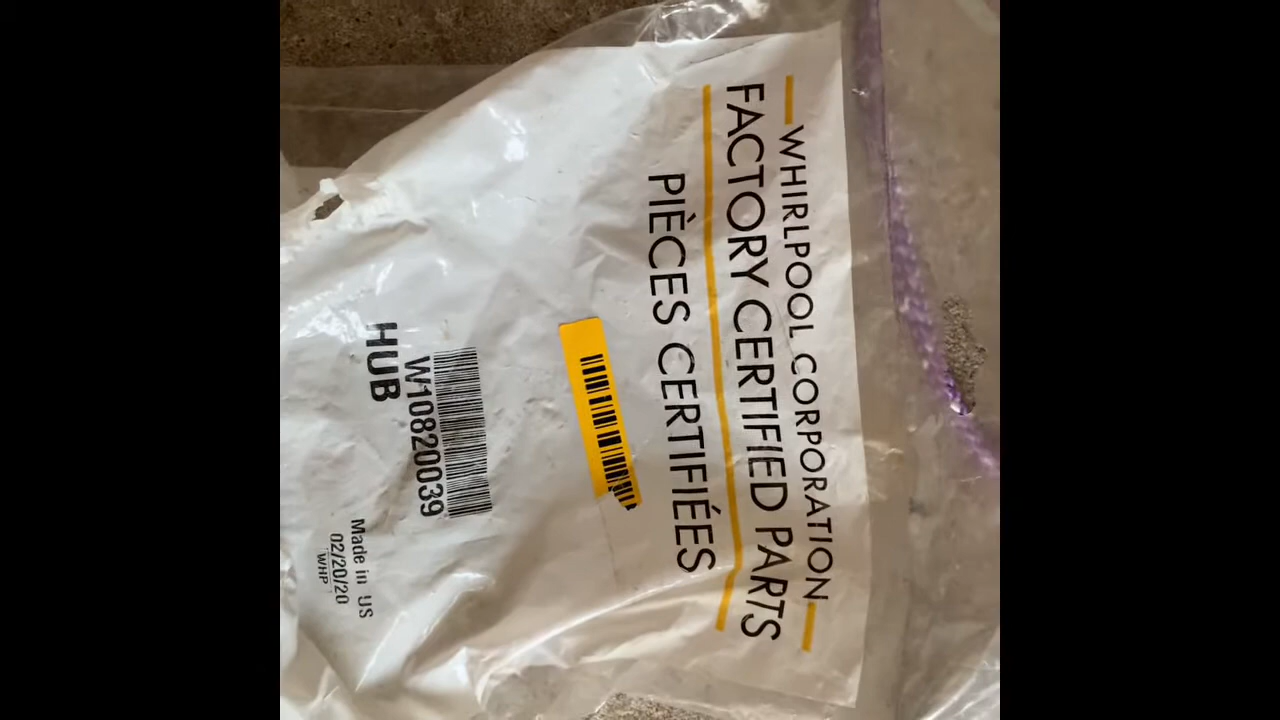 WHIRLPOOL CORPORATION
FACTORY CERTIFIED PARTS
PIÈCES CERTIFIÉES
W10820039
HUB
Made in US
02/20/20
WHP